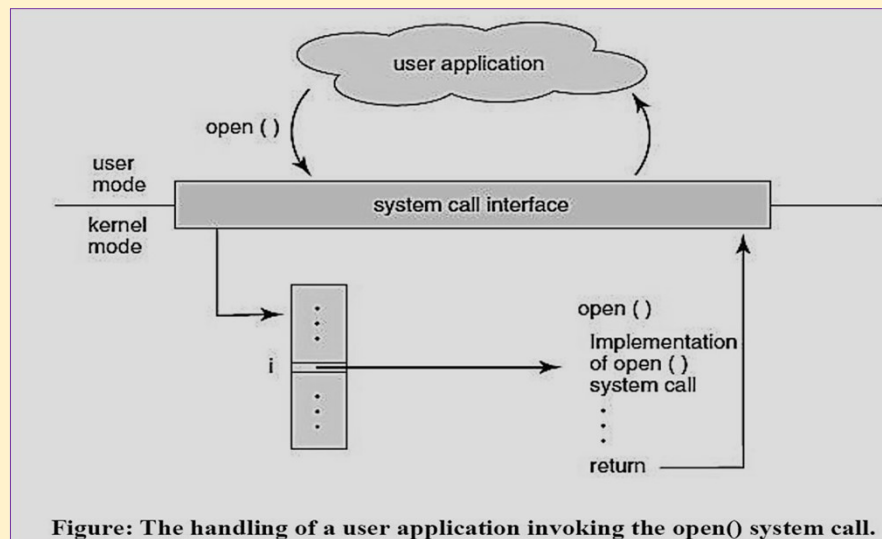 user application
open ( )
user
mode
system call interface
kernel
mode
open ( )
i
Implementation
of open ( )
system call
return
Figure: The handling of a user application invoking the open() system call.